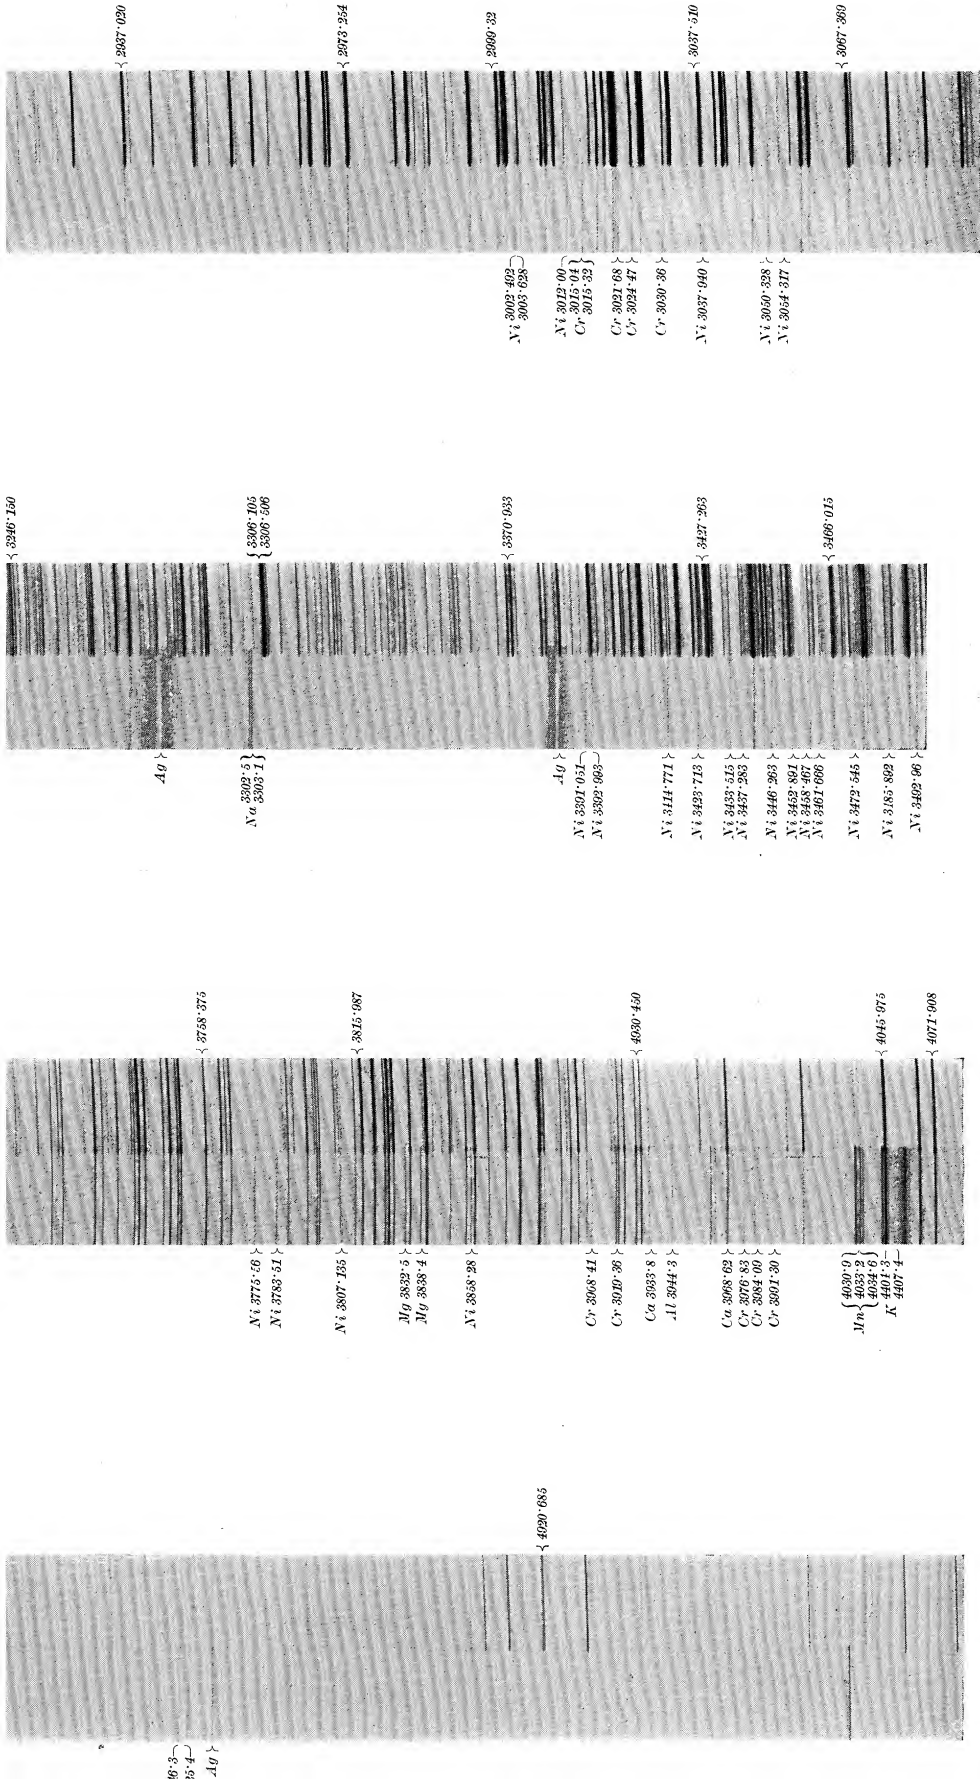 2937·020
2973·254
2999·32
3037·510
3067·369
Ni 3002·492
3003·628
Ni 3012·00
Cr 3015·04
Cr 3015·32
Cr 3021·68
Cr 3024·47
Cr 3030·36
Ni 3037·940
Ni 3050·328
Ni 3054·317
3246·150
3306·105
3306·506
3370·933
3427·263
3466·015
Ag
Na 3302·5
3303·1
Ag
Ni 3391·051
Ni 3392·993
Ni 3414·771
Ni 3423·713
Ni 3433·515
Ni 3437·283
Ni 3446·263
Ni 3452·891
Ni 3458·467
Ni 3461·666
Ni 3472·545
Ni 3485·892
Ni 3492·96
3758·375
3815·987
4930·450
4045·975
4071·908
Ni 3775·56
Ni 3783·51
Ni 3807·135
Mg 3832·5
Mg 3838·4
Ni 3858·28
Cr 3908·41
Cr 3919·36
Ca 3933·8
Al 3944·3
Ca 3968·62
Cr 3976·83
Cr 3984·00
Cr 3991·30
Mn 4030·9
4033·2
4034·6
K 4404·3
4407·4
4920·685
Ag